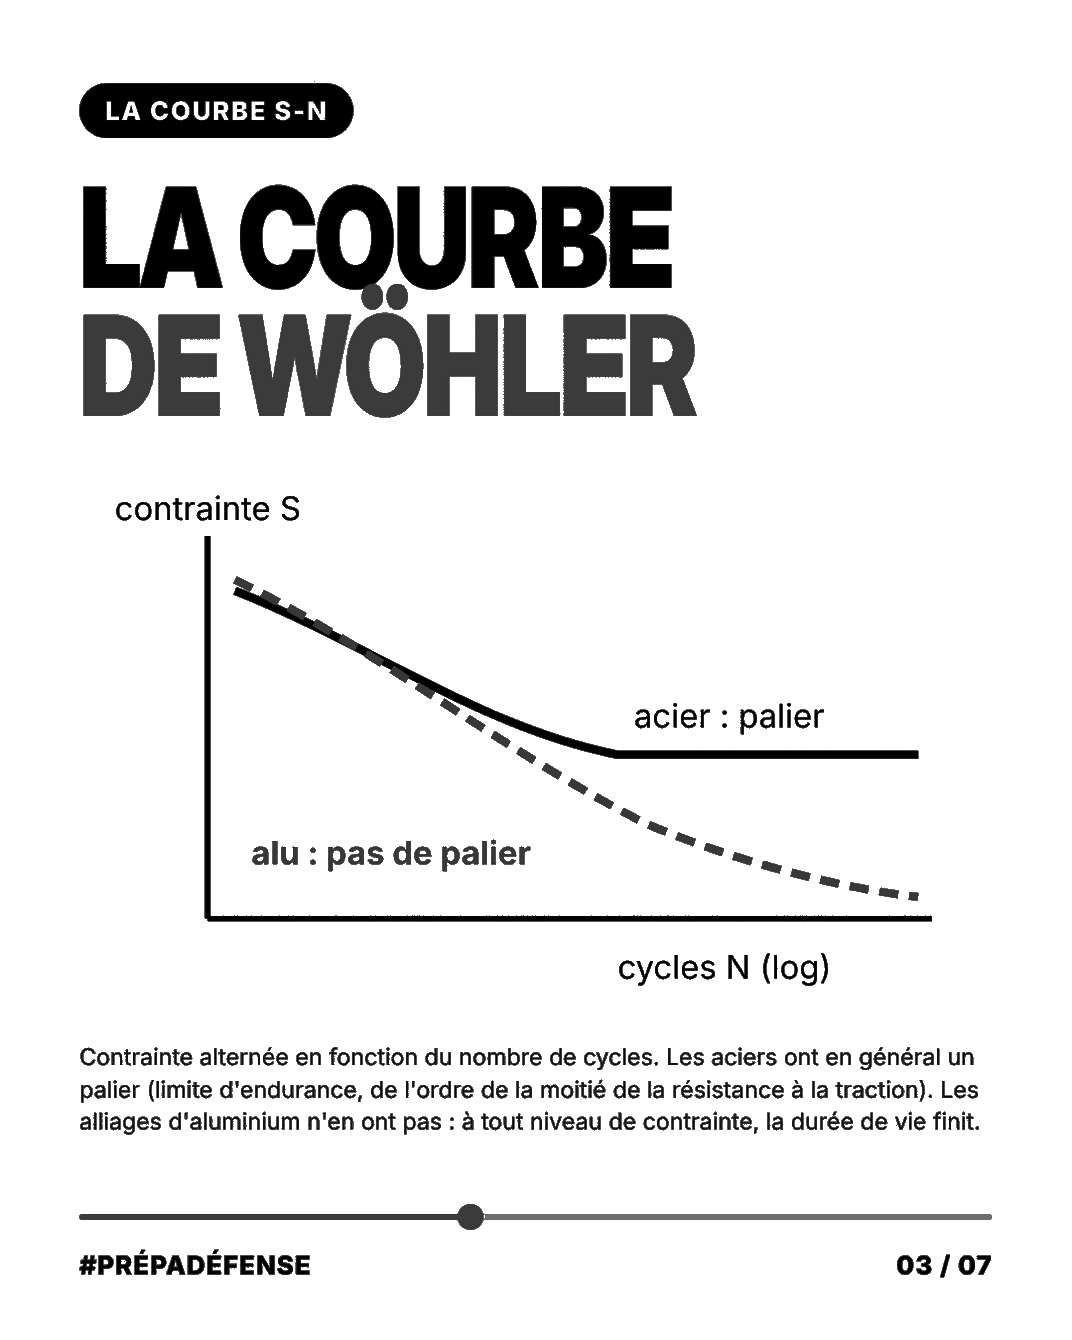 LA COURBE S-N
LA COURBE
DE WÖHLER
contrainte S
acier : palier
alu : pas de palier
cycles N (log)
Contrainte alternée en fonction du nombre de cycles. Les aciers ont en général un
palier (limite d'endurance, de l'ordre de la moitié de la résistance à la traction). Les
alliages d'aluminium n'en ont pas : à tout niveau de contrainte, la durée de vie finit.
#PRÉPADÉFENSE
03 / 07